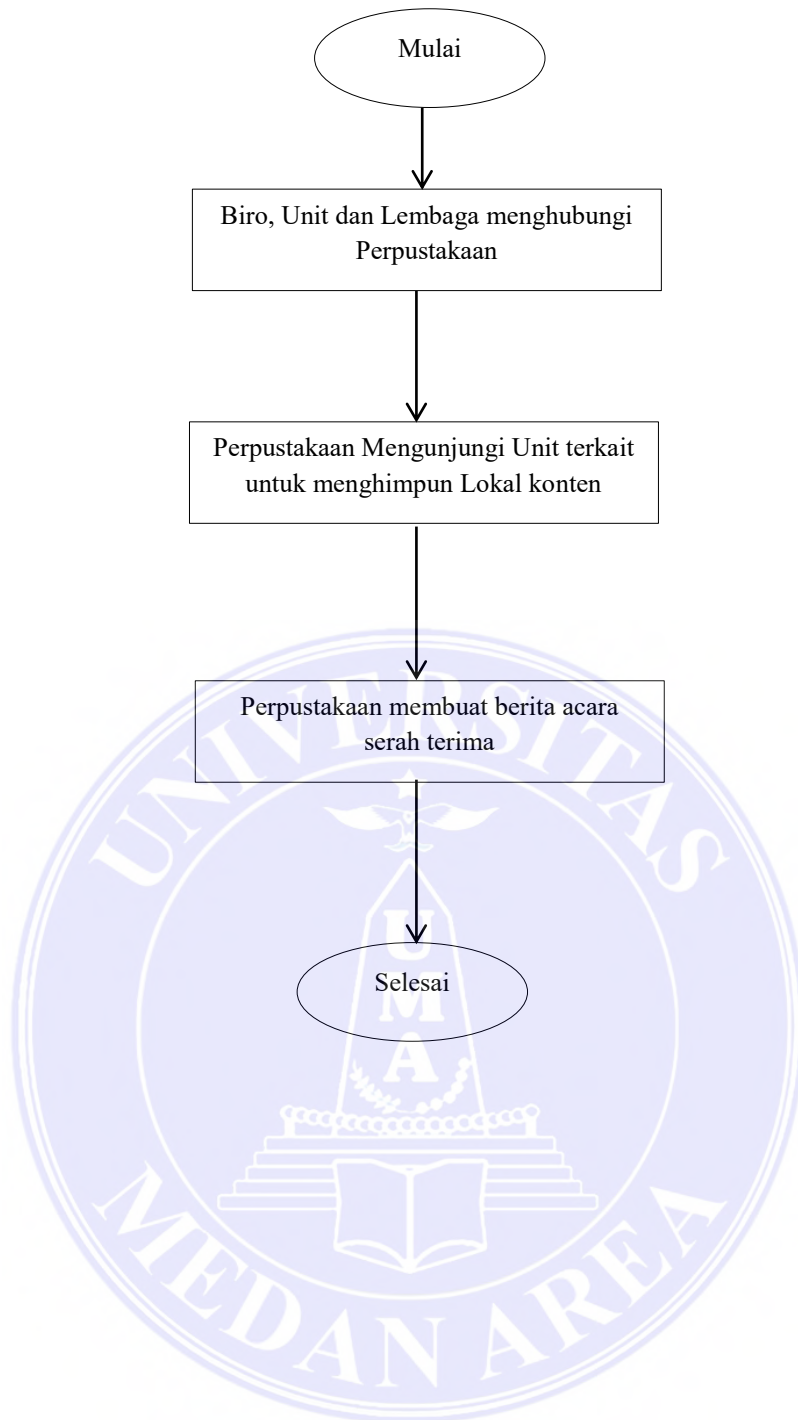 Mulai
Biro, Unit dan Lembaga menghubungi
Perpustakaan
Perpustakaan Mengunjungi Unit terkait
untuk menghimpun Lokal konten
Perpustakaan membuat berita acara
serah terima
Selesai
UNIVERSITAS
U
M
A
MEDAN AREA